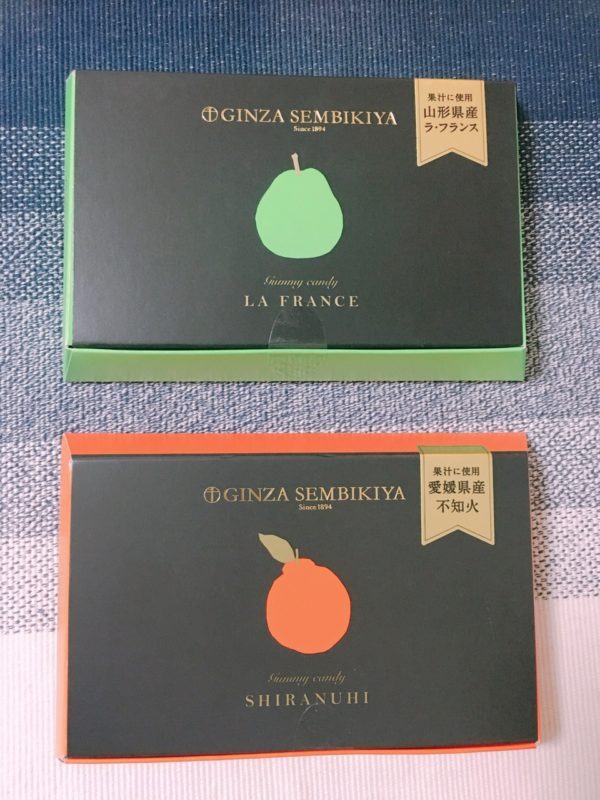 GINZA SEMBIKIYA
Since 1894
果汁に使用
山形県産
ラ・フランス
Gummy candy
LA FRANCE
GINZA SEMBIKIYA
Since 1894
果汁に使用
愛媛県産
不知火
Gummy candy
SHIRANUHI